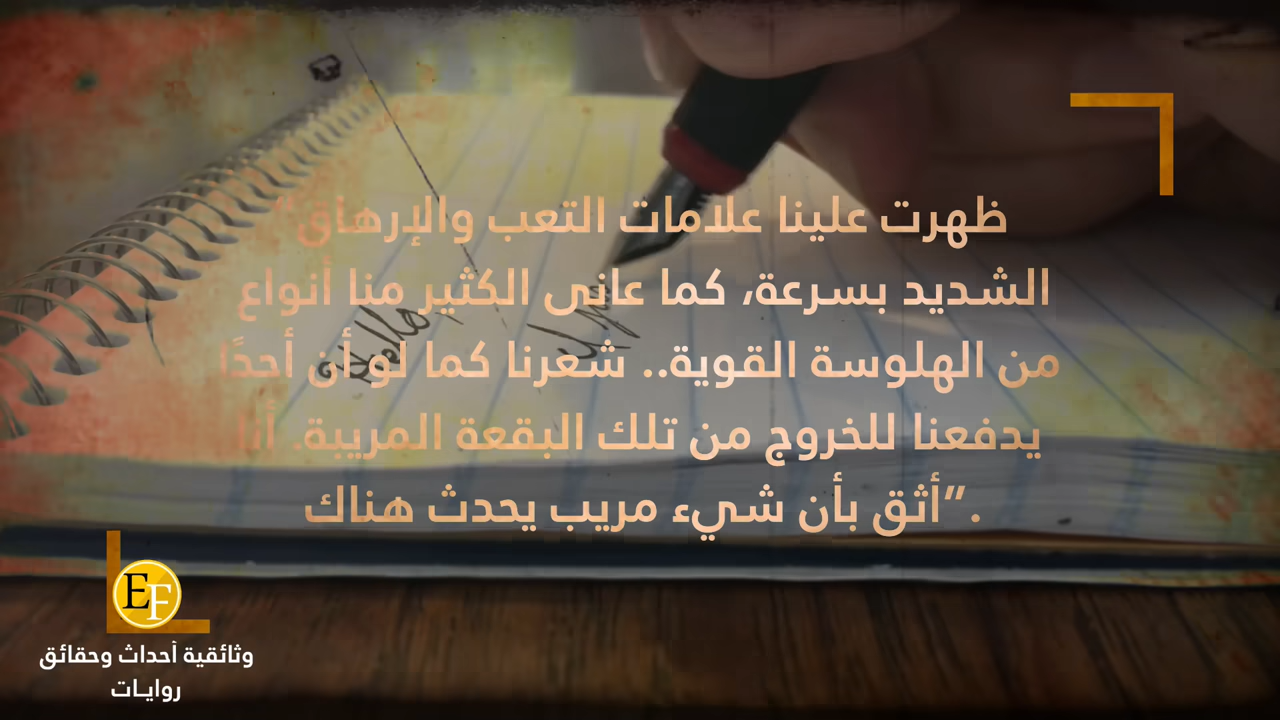 ظهرت علينا علامات التعب والإرهاق“
الشديد بسرعة، كما عانى الكثير منا أنواع
من الهلوسة القوية.. شعرنا كما لو أن أحدًا
يدفعنا للخروج من تلك البقعة المريبة. أنا
.“أثق بأن شيء مريب يحدث هناك
EF
وثائقية أحداث وحقائق
روايات